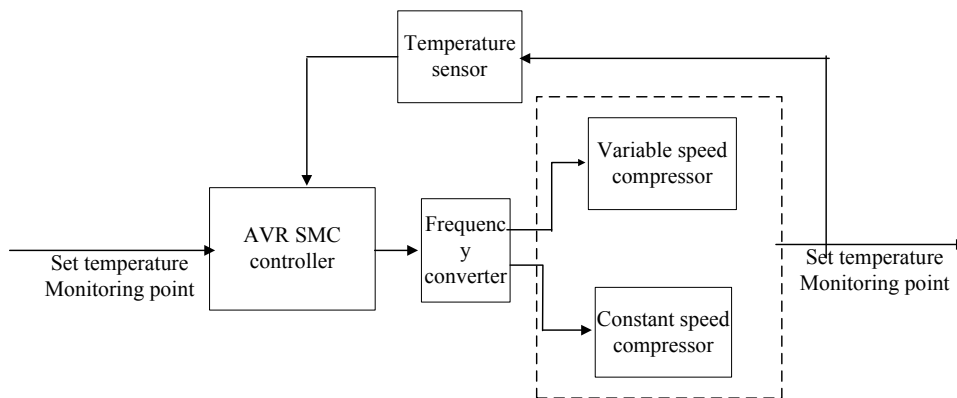 Temperature
sensor
Variable speed
compressor
AVR SMC
controller
Frequenc
y
converter
Set temperature
Monitoring point
Set temperature
Monitoring point
Constant speed
compressor